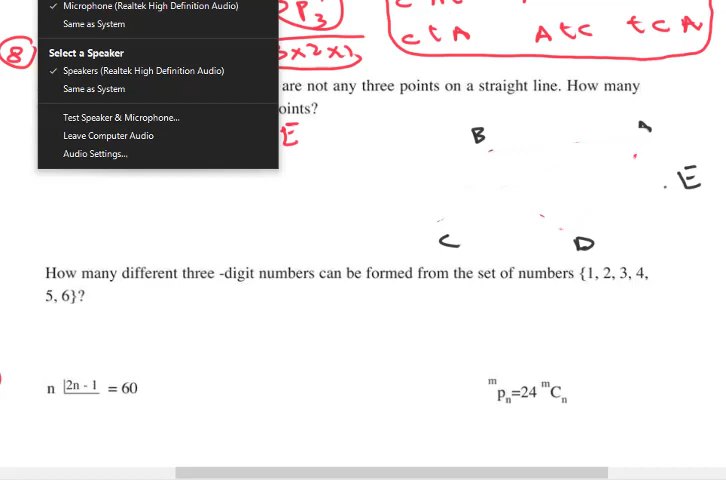 Microphone (Realtek High Definition Audio)
Same as System
P3
8
c t A A t c t c A
Select a Speaker
3x2x1
Speakers (Realtek High Definition Audio)
Same as System
are not any three points on a straight line. How many
oints?
Test Speaker & Microphone...
Leave Computer Audio
Audio Settings...
E
B A
E
C D
How many different three -digit numbers can be formed from the set of numbers {1, 2, 3, 4,
5, 6}?
n |2n - 1 = 60
mpn=24 mCn